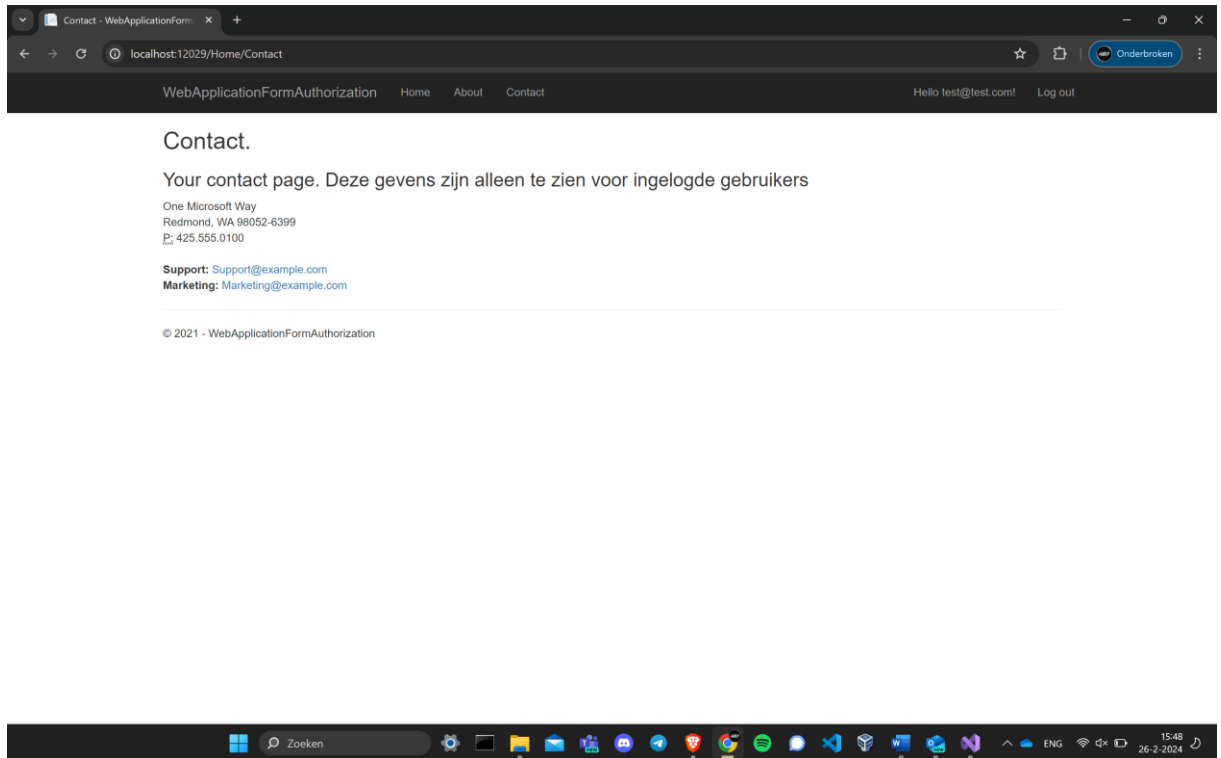 Contact - WebApplicationForm
localhost:12029/Home/Contact
Onderbroken
WebApplicationFormAuthorization Home About Contact Hello test@test.com! Log out
Contact.
Your contact page. Deze gevens zijn alleen te zien voor ingelogde gebruikers
One Microsoft Way
Redmond, WA 98052-6399
P: 425.555.0100
Support: Support@example.com
Marketing: Marketing@example.com
© 2021 - WebApplicationFormAuthorization
Zoeken
ENG
15:48
26-2-2024